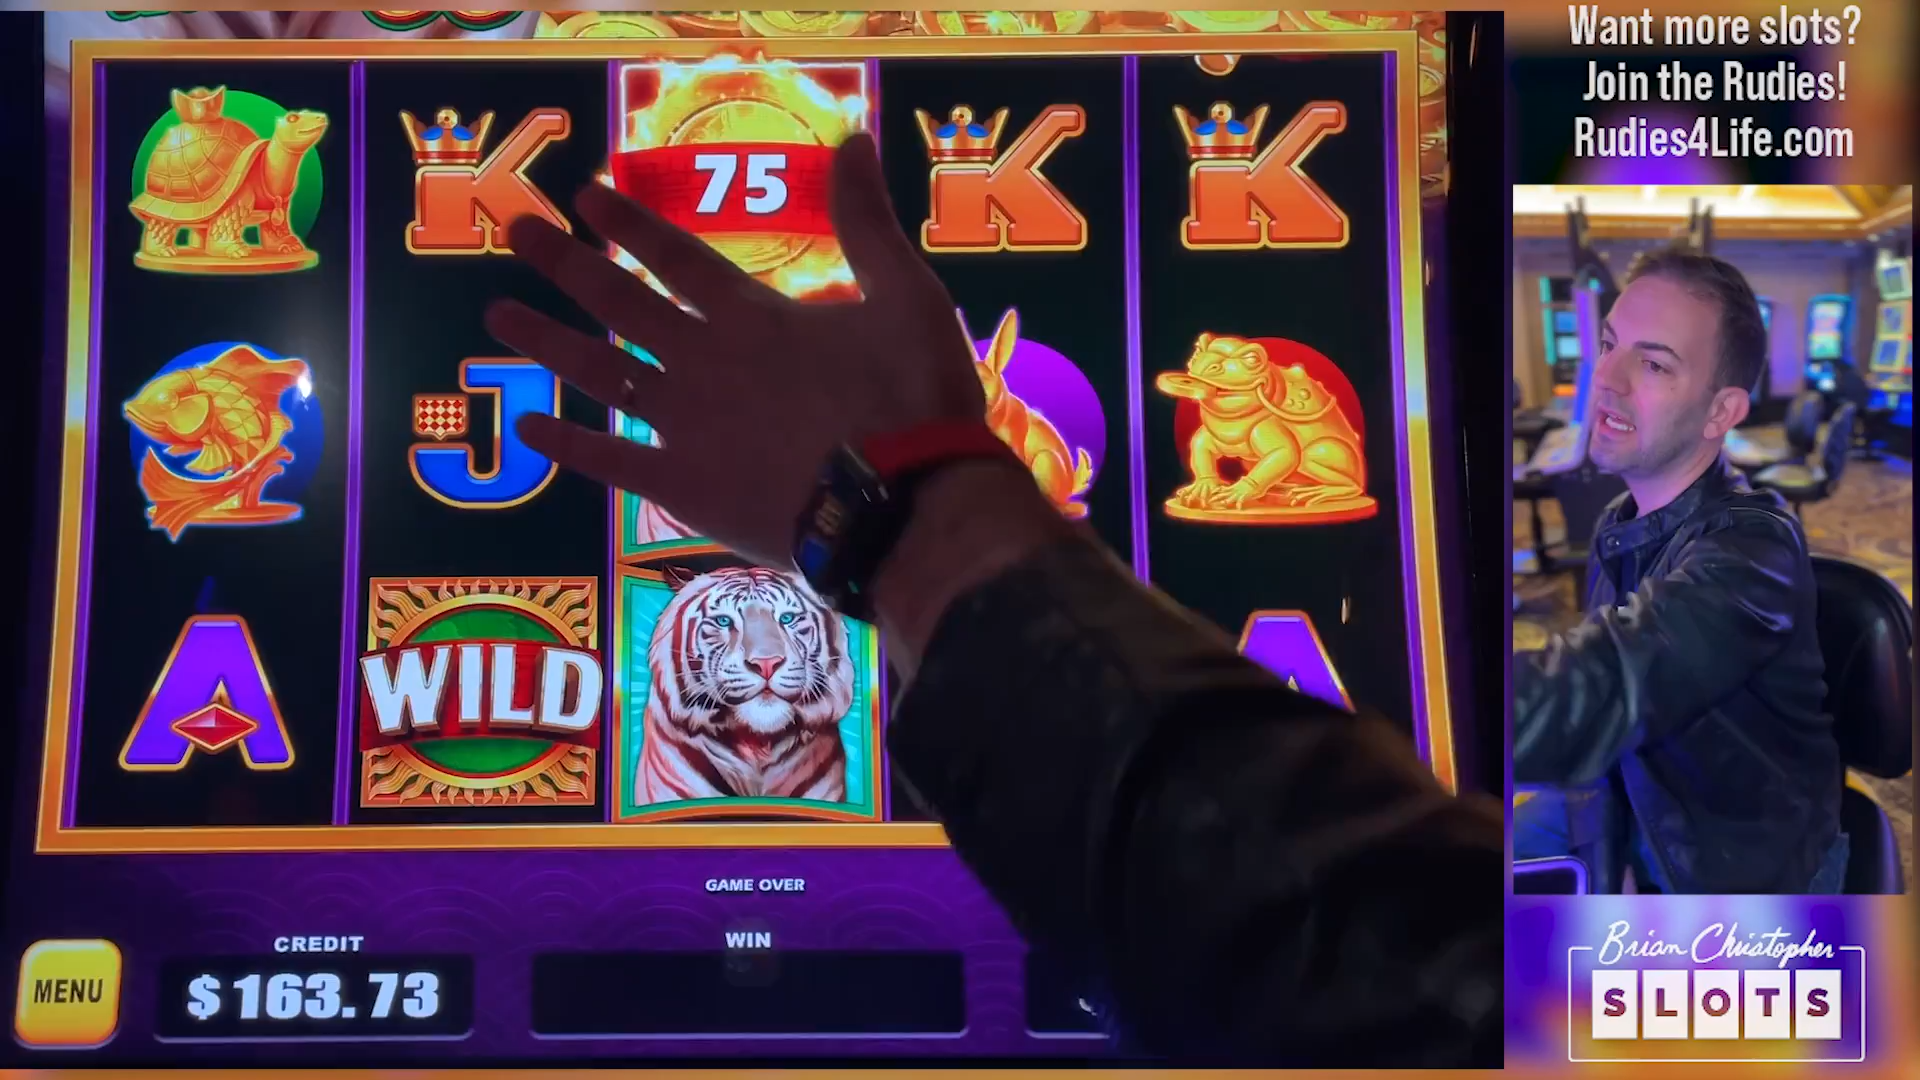 Want more slots?
Join the Rudies!
Rudies4Life.com
K
75
K
K
J
A
WILD
A
GAME OVER
CREDIT
WIN
MENU
$163.73
Brian Christopher
SLOTS